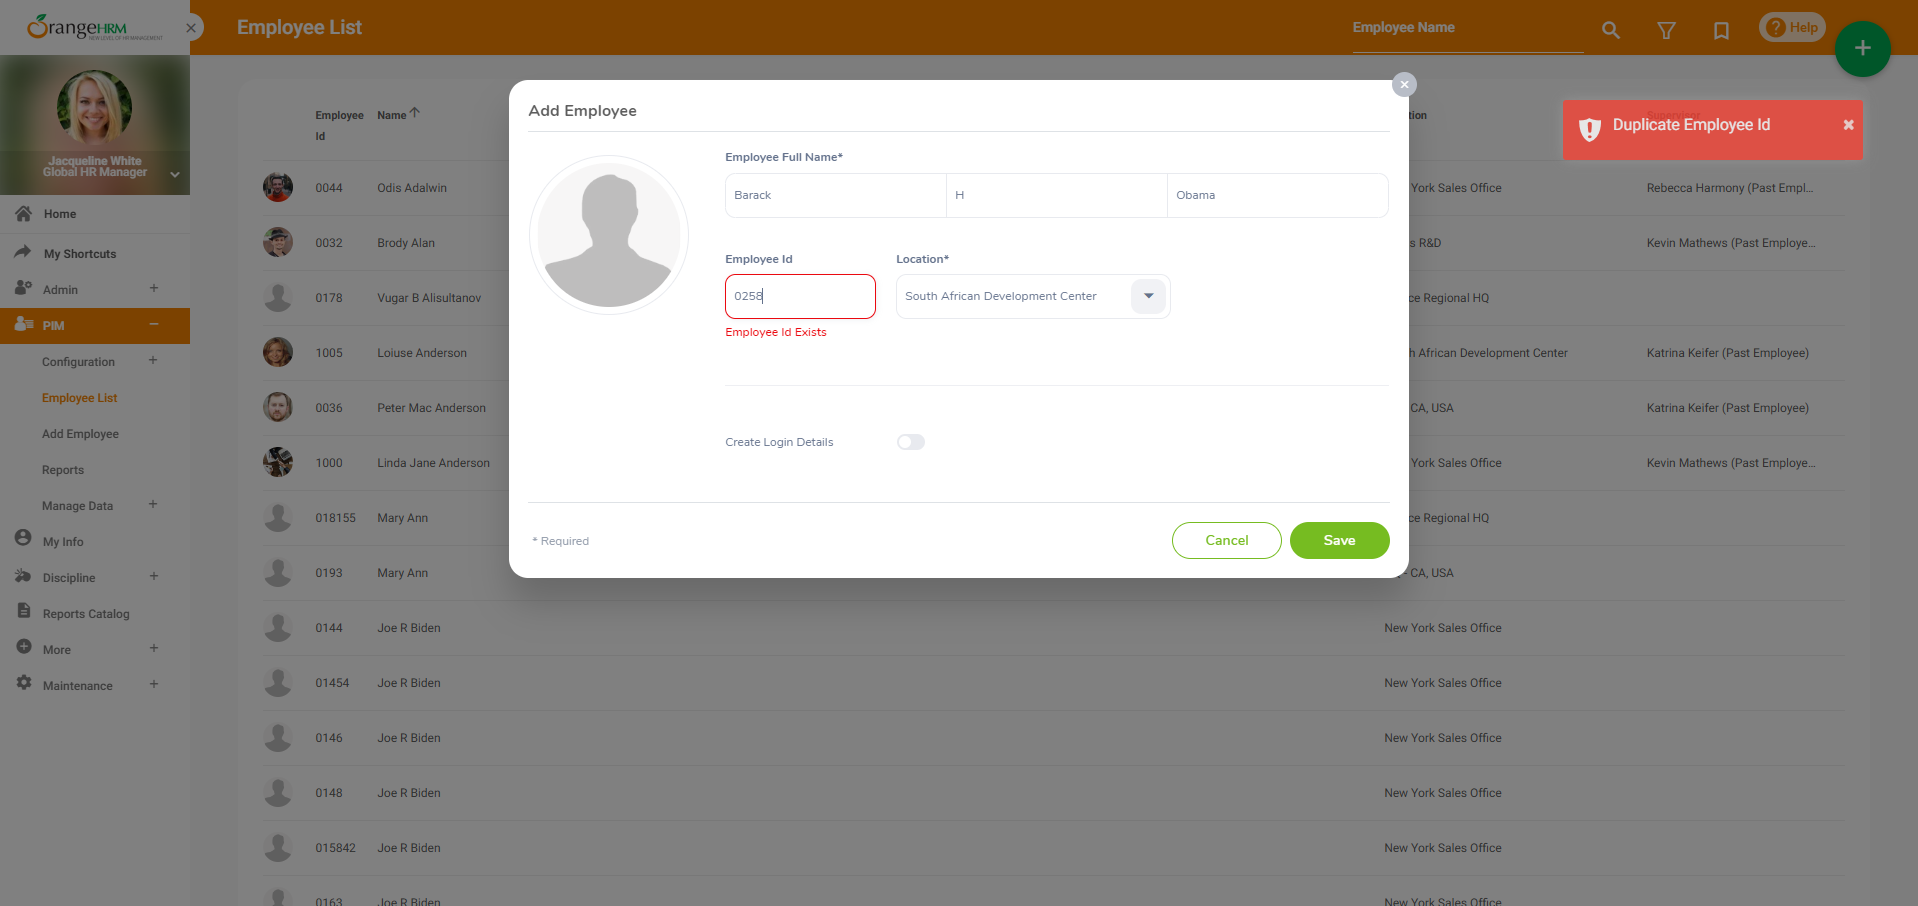 OrangeHRM
NEW LEVEL OF HR MANAGEMENT
Employee List
Employee Name
Help
Jacqueline White
Global HR Manager
Home
My Shortcuts
Admin
PIM
Configuration
Employee List
Add Employee
Reports
Manage Data
My Info
Discipline
Reports Catalog
More
Maintenance
Duplicate Employee Id
Add Employee
Employee Full Name*
Barack H Obama
Employee Id Location*
0258 South African Development Center
Employee Id Exists
Create Login Details
* Required
Cancel Save
Employee Id Name tion Supervisor
0044 Odis Adalwin York Sales Office Rebecca Harmony (Past Empl...
0032 Brody Alan s R&D Kevin Mathews (Past Employe...
0178 Vugar B Alisultanov ce Regional HQ
1005 Loiuse Anderson h African Development Center Katrina Keifer (Past Employee)
0036 Peter Mac Anderson CA, USA Katrina Keifer (Past Employee)
1000 Linda Jane Anderson York Sales Office Kevin Mathews (Past Employe...
018155 Mary Ann ce Regional HQ
0193 Mary Ann - CA, USA
0144 Joe R Biden New York Sales Office
01454 Joe R Biden New York Sales Office
0146 Joe R Biden New York Sales Office
0148 Joe R Biden New York Sales Office
015842 Joe R Biden New York Sales Office
0163 Joe R Biden New York Sales Office